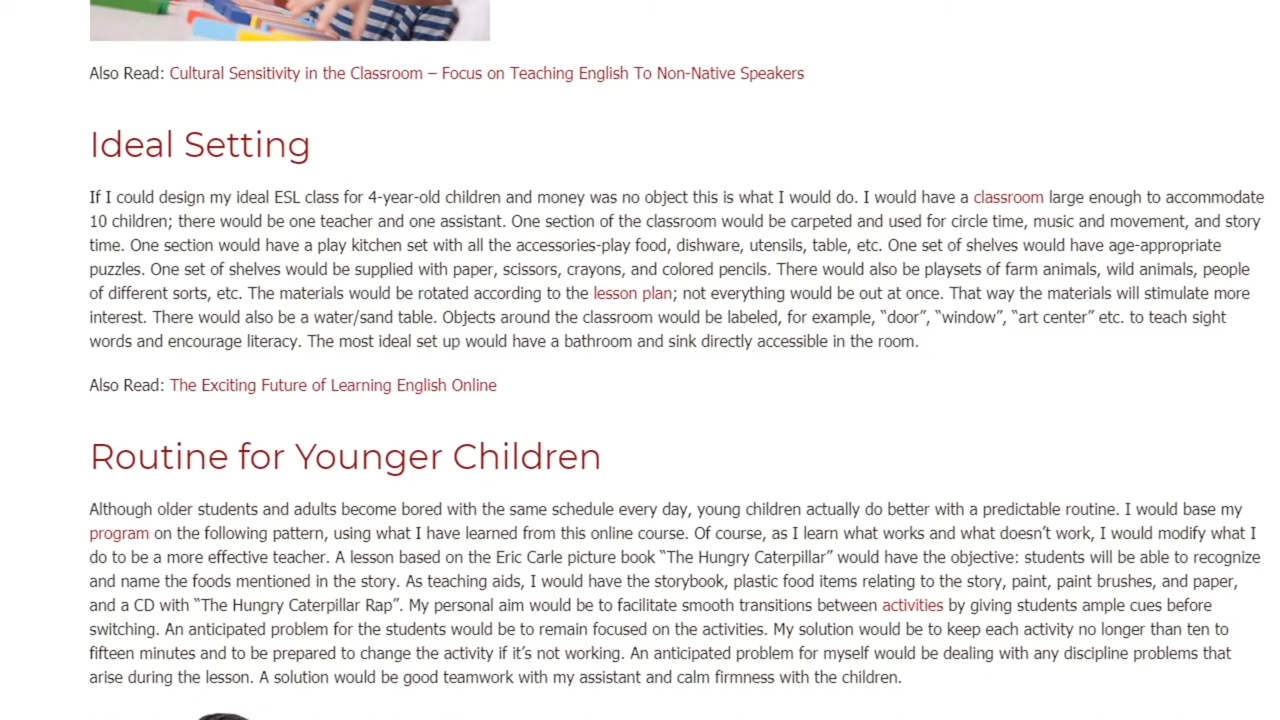 Also Read: Cultural Sensitivity in the Classroom – Focus on Teaching English To Non-Native Speakers
Ideal Setting
If I could design my ideal ESL class for 4-year-old children and money was no object this is what I would do. I would have a classroom large enough to accommodate
10 children; there would be one teacher and one assistant. One section of the classroom would be carpeted and used for circle time, music and movement, and story
time. One section would have a play kitchen set with all the accessories-play food, dishware, utensils, table, etc. One set of shelves would have age-appropriate
puzzles. One set of shelves would be supplied with paper, scissors, crayons, and colored pencils. There would also be playsets of farm animals, wild animals, people
of different sorts, etc. The materials would be rotated according to the lesson plan; not everything would be out at once. That way the materials will stimulate more
interest. There would also be a water/sand table. Objects around the classroom would be labeled, for example, “door”, “window”, “art center” etc. to teach sight
words and encourage literacy. The most ideal set up would have a bathroom and sink directly accessible in the room.
Also Read: The Exciting Future of Learning English Online
Routine for Younger Children
Although older students and adults become bored with the same schedule every day, young children actually do better with a predictable routine. I would base my
program on the following pattern, using what I have learned from this online course. Of course, as I learn what works and what doesn’t work, I would modify what I
do to be a more effective teacher. A lesson based on the Eric Carle picture book “The Hungry Caterpillar” would have the objective: students will be able to recognize
and name the foods mentioned in the story. As teaching aids, I would have the storybook, plastic food items relating to the story, paint, paint brushes, and paper,
and a CD with “The Hungry Caterpillar Rap”. My personal aim would be to facilitate smooth transitions between activities by giving students ample cues before
switching. An anticipated problem for the students would be to remain focused on the activities. My solution would be to keep each activity no longer than ten to
fifteen minutes and to be prepared to change the activity if it’s not working. An anticipated problem for myself would be dealing with any discipline problems that
arise during the lesson. A solution would be good teamwork with my assistant and calm firmness with the children.